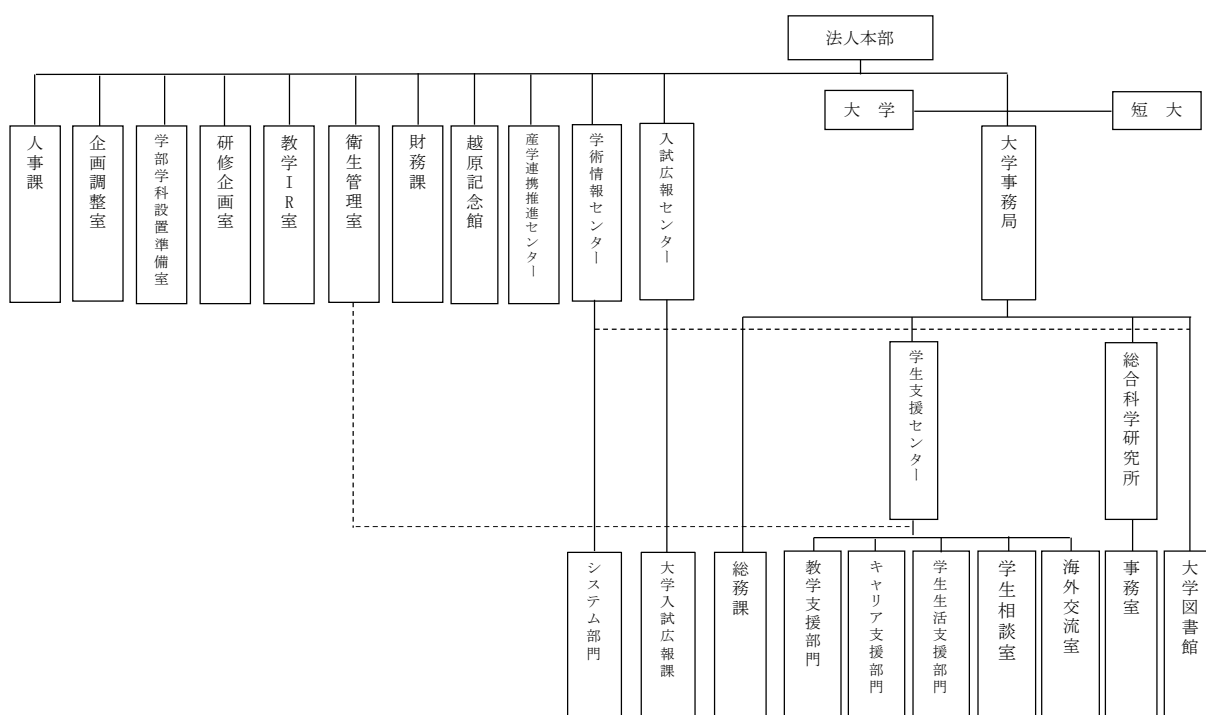 法人本部
大 学
短 大
人事課
企画調整室
学部学科設置準備室
研修企画室
教学IR室
衛生管理室
財務課
越原記念館
産学連携推進センター
学術情報センター
入試広報センター
大学事務局
学生支援センター
総合科学研究所
システム部門
大学入試広報課
総務課
教学支援部門
キャリア支援部門
学生生活支援部門
学生相談室
海外交流室
事務室
大学図書館